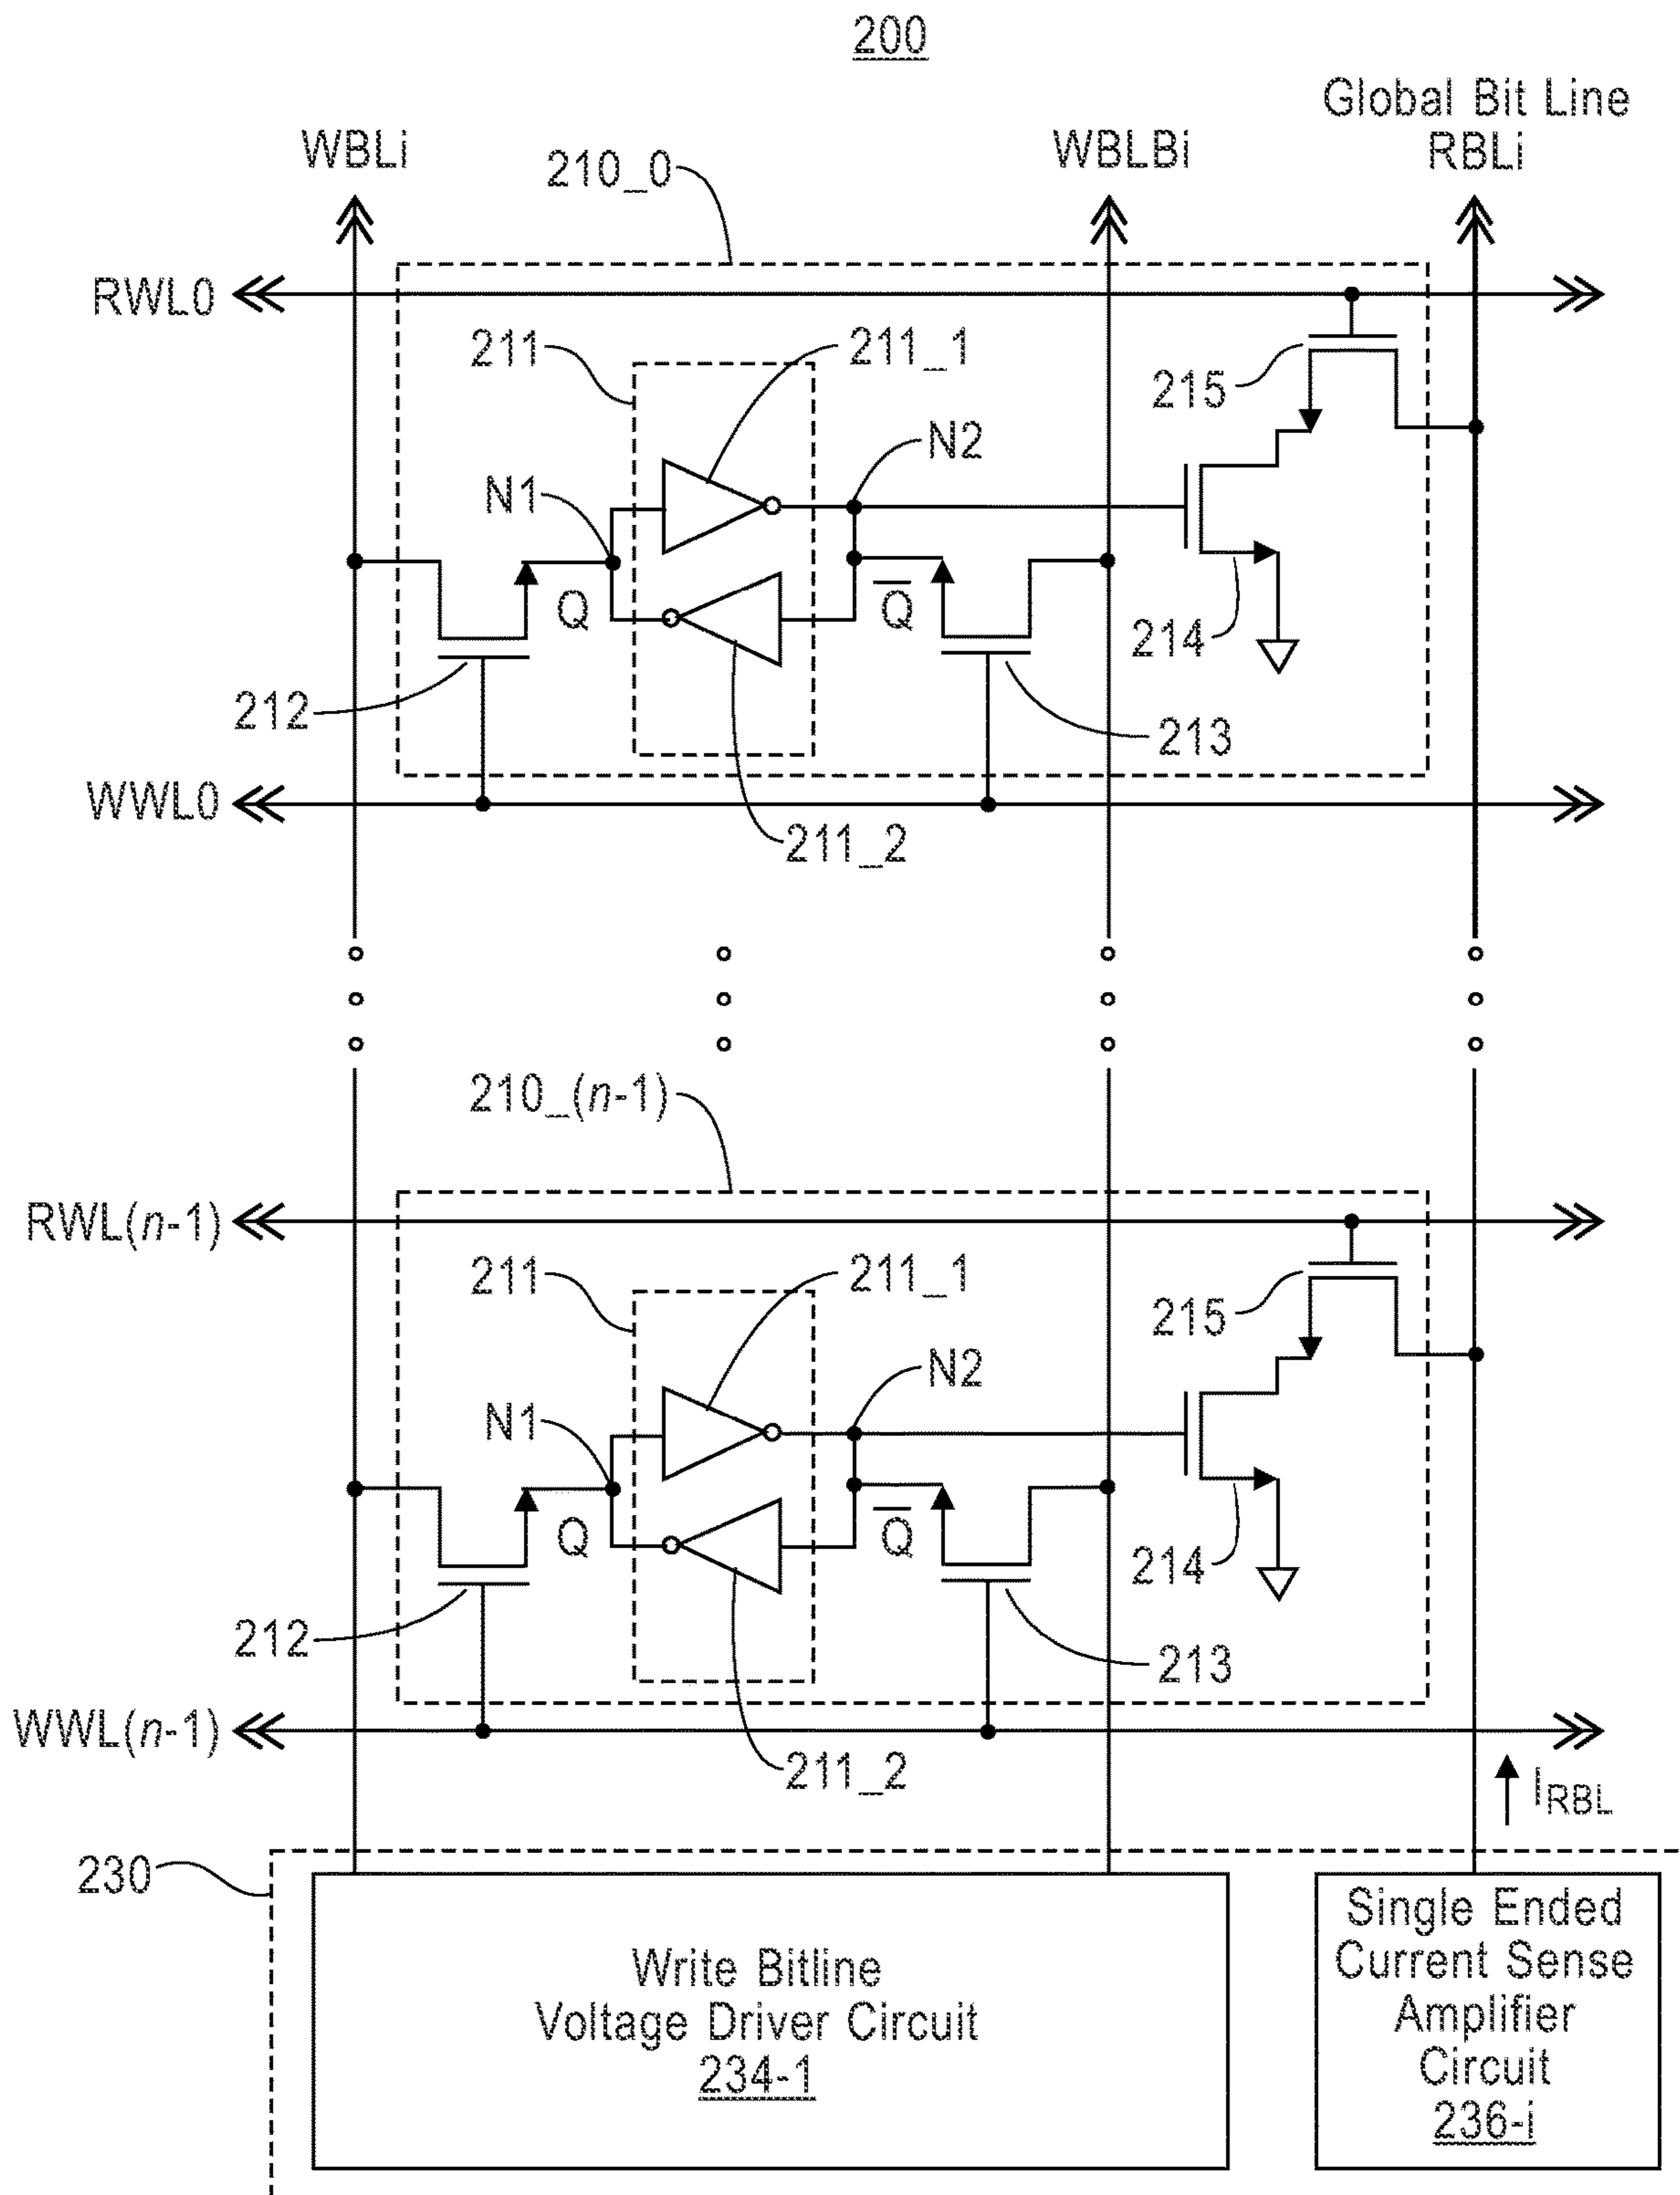 200
Global Bit Line
WBLi
WBLBi
RBLi
210_0
RWL0
211
211_1
215
N2
N1
Q
Q̅
214
212
213
WWL0
211_2
210_(n-1)
RWL(n-1)
211
211_1
215
N2
N1
Q
Q̅
214
212
213
WWL(n-1)
211_2
IRBL
230
Write Bitline
Voltage Driver Circuit
234-1
Single Ended
Current Sense
Amplifier
Circuit
236-i